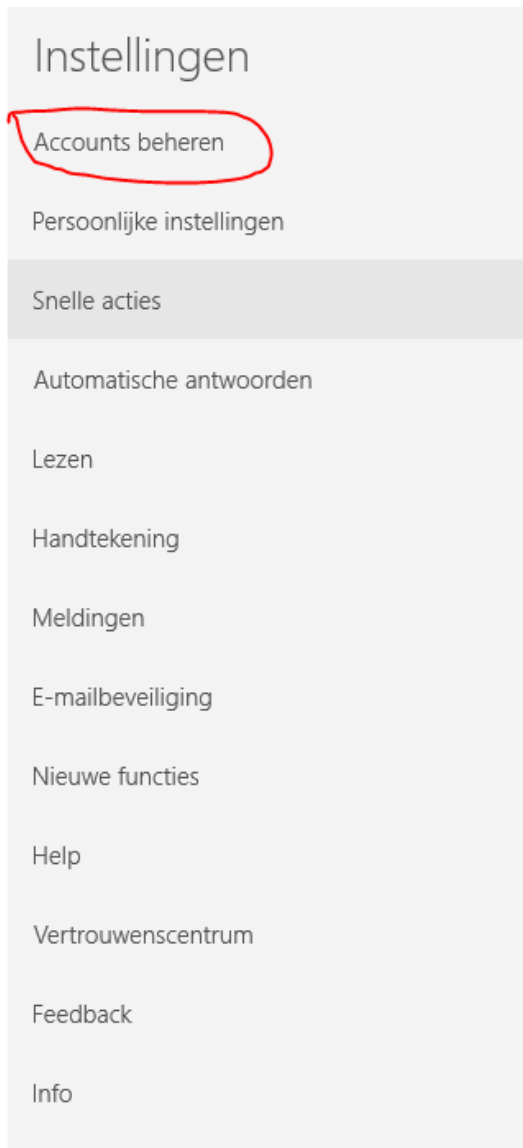 Instellingen
Accounts beheren
Persoonlijke instellingen
Snelle acties
Automatische antwoorden
Lezen
Handtekening
Meldingen
E-mailbeveiliging
Nieuwe functies
Help
Vertrouwenscentrum
Feedback
Info